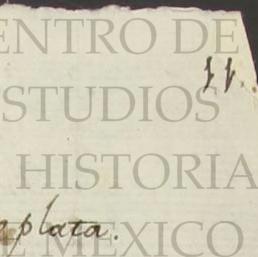 ENTRO DE
11.
STUDIOS
HISTORIA
plata.
E MEXICO